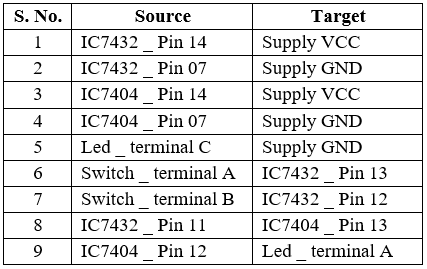 S. No. Source Target
1 IC7432 _ Pin 14 Supply VCC
2 IC7432 _ Pin 07 Supply GND
3 IC7404 _ Pin 14 Supply VCC
4 IC7404 _ Pin 07 Supply GND
5 Led _ terminal C Supply GND
6 Switch _ terminal A IC7432 _ Pin 13
7 Switch _ terminal B IC7432 _ Pin 12
8 IC7432 _ Pin 11 IC7404 _ Pin 13
9 IC7404 _ Pin 12 Led _ terminal A